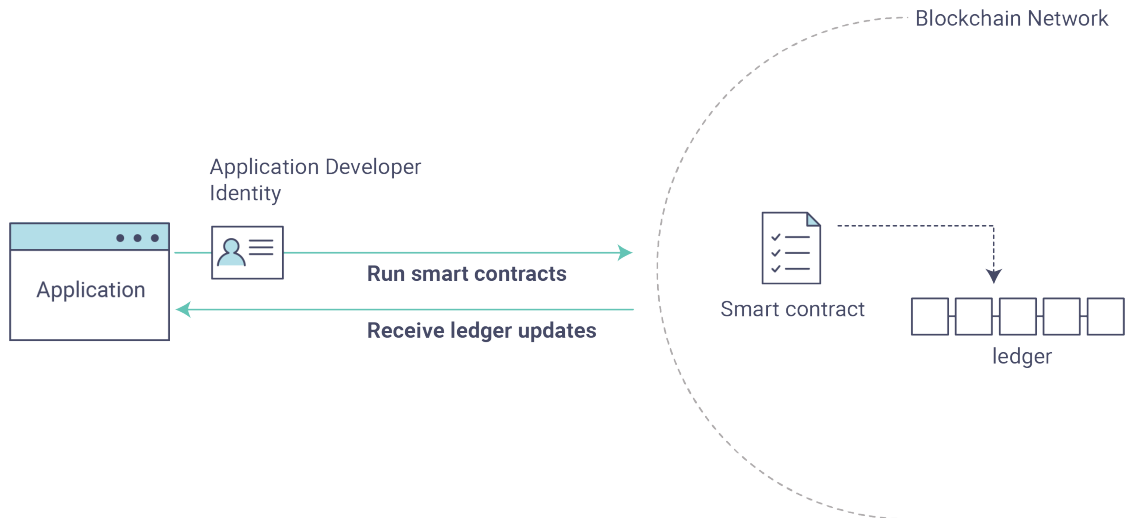 Blockchain Network
Application Developer
Identity
Application
Run smart contracts
Receive ledger updates
Smart contract
ledger